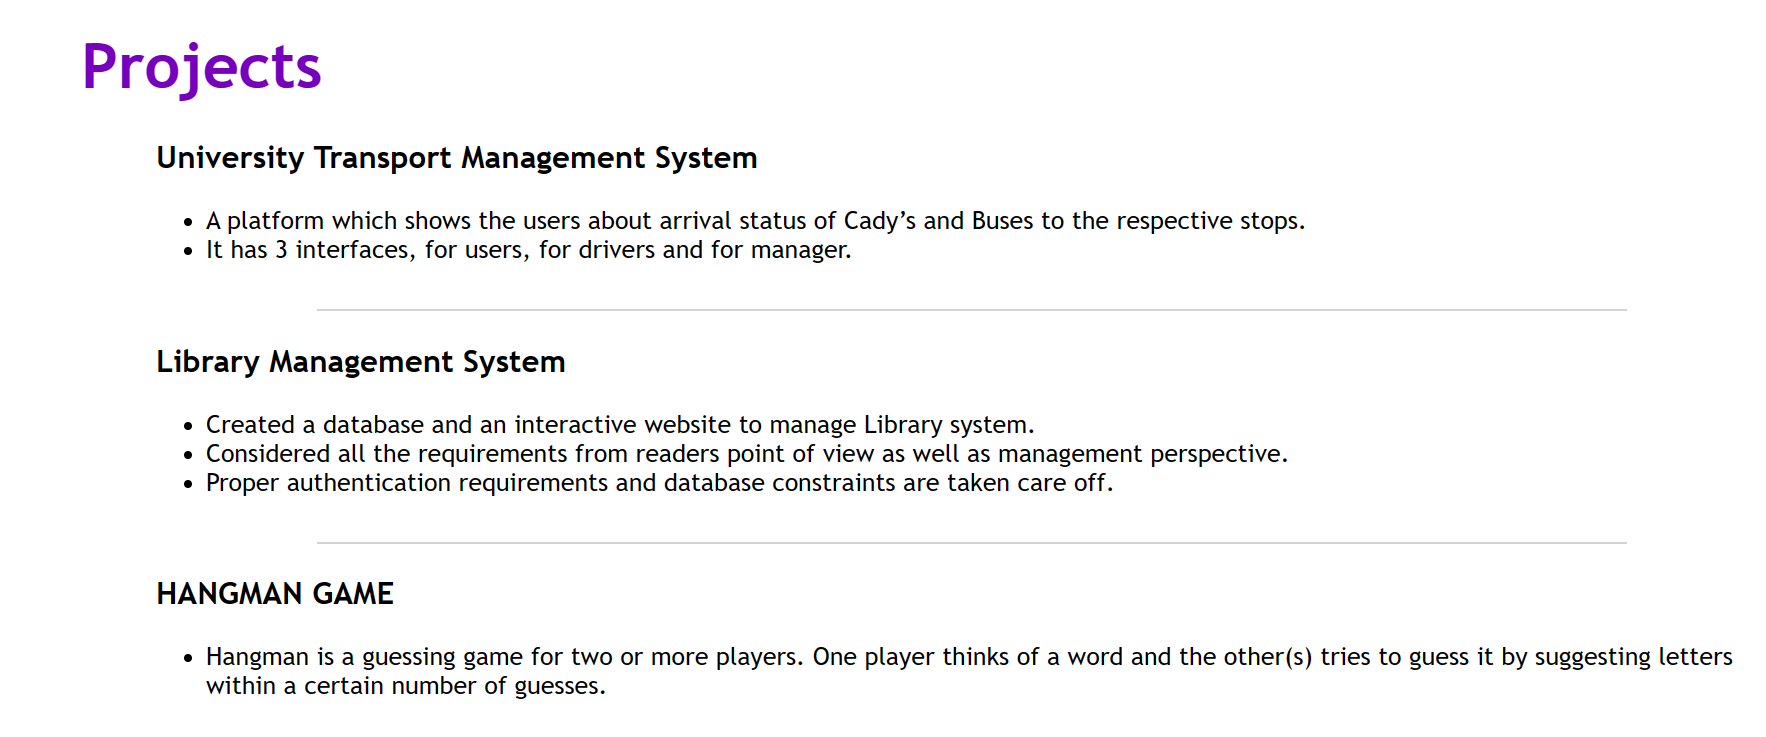 Projects
University Transport Management System
• A platform which shows the users about arrival status of Cady’s and Buses to the respective stops.
• It has 3 interfaces, for users, for drivers and for manager.
Library Management System
• Created a database and an interactive website to manage Library system.
• Considered all the requirements from readers point of view as well as management perspective.
• Proper authentication requirements and database constraints are taken care off.
HANGMAN GAME
• Hangman is a guessing game for two or more players. One player thinks of a word and the other(s) tries to guess it by suggesting letters
within a certain number of guesses.